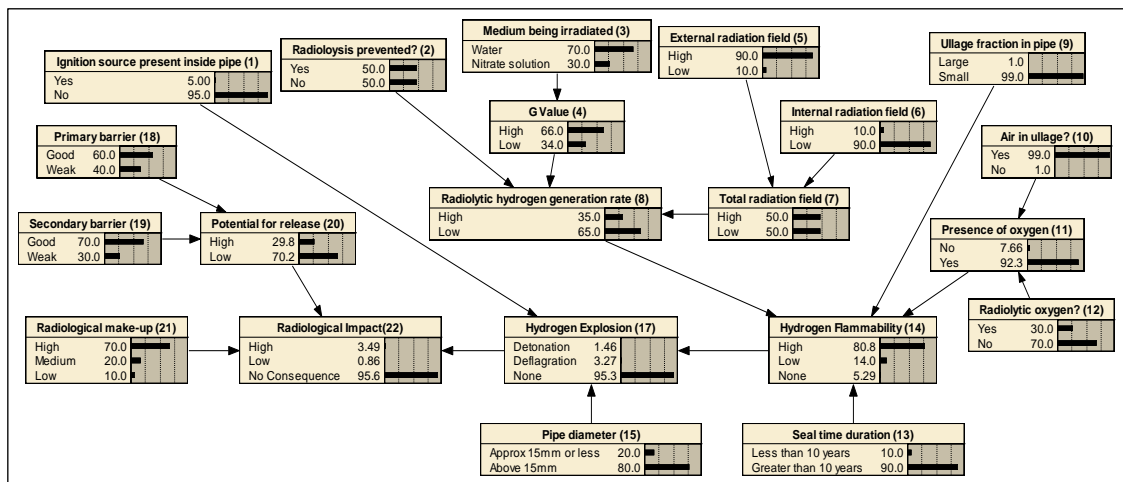 Ignition source present inside pipe (1)
Yes 5.00
No 95.0
Radioloysis prevented? (2)
Yes 50.0
No 50.0
Medium being irradiated (3)
Water 70.0
Nitrate solution 30.0
External radiation field (5)
High 90.0
Low 10.0
Ullage fraction in pipe (9)
Large 1.0
Small 99.0
G Value (4)
High 66.0
Low 34.0
Internal radiation field (6)
High 10.0
Low 90.0
Air in ullage? (10)
Yes 99.0
No 1.0
Primary barrier (18)
Good 60.0
Weak 40.0
Radiolytic hydrogen generation rate (8)
High 35.0
Low 65.0
Total radiation field (7)
High 50.0
Low 50.0
Secondary barrier (19)
Good 70.0
Weak 30.0
Potential for release (20)
High 29.8
Low 70.2
Presence of oxygen (11)
No 7.66
Yes 92.3
Radiolytic oxygen? (12)
Yes 30.0
No 70.0
Radiological make-up (21)
High 70.0
Medium 20.0
Low 10.0
Radiological Impact(22)
High 3.49
Low 0.86
No Consequence 95.6
Hydrogen Explosion (17)
Detonation 1.46
Deflagration 3.27
None 95.3
Hydrogen Flammability (14)
High 80.8
Low 14.0
None 5.29
Pipe diameter (15)
Approx 15mm or less 20.0
Above 15mm 80.0
Seal time duration (13)
Less than 10 years 10.0
Greater than 10 years 90.0